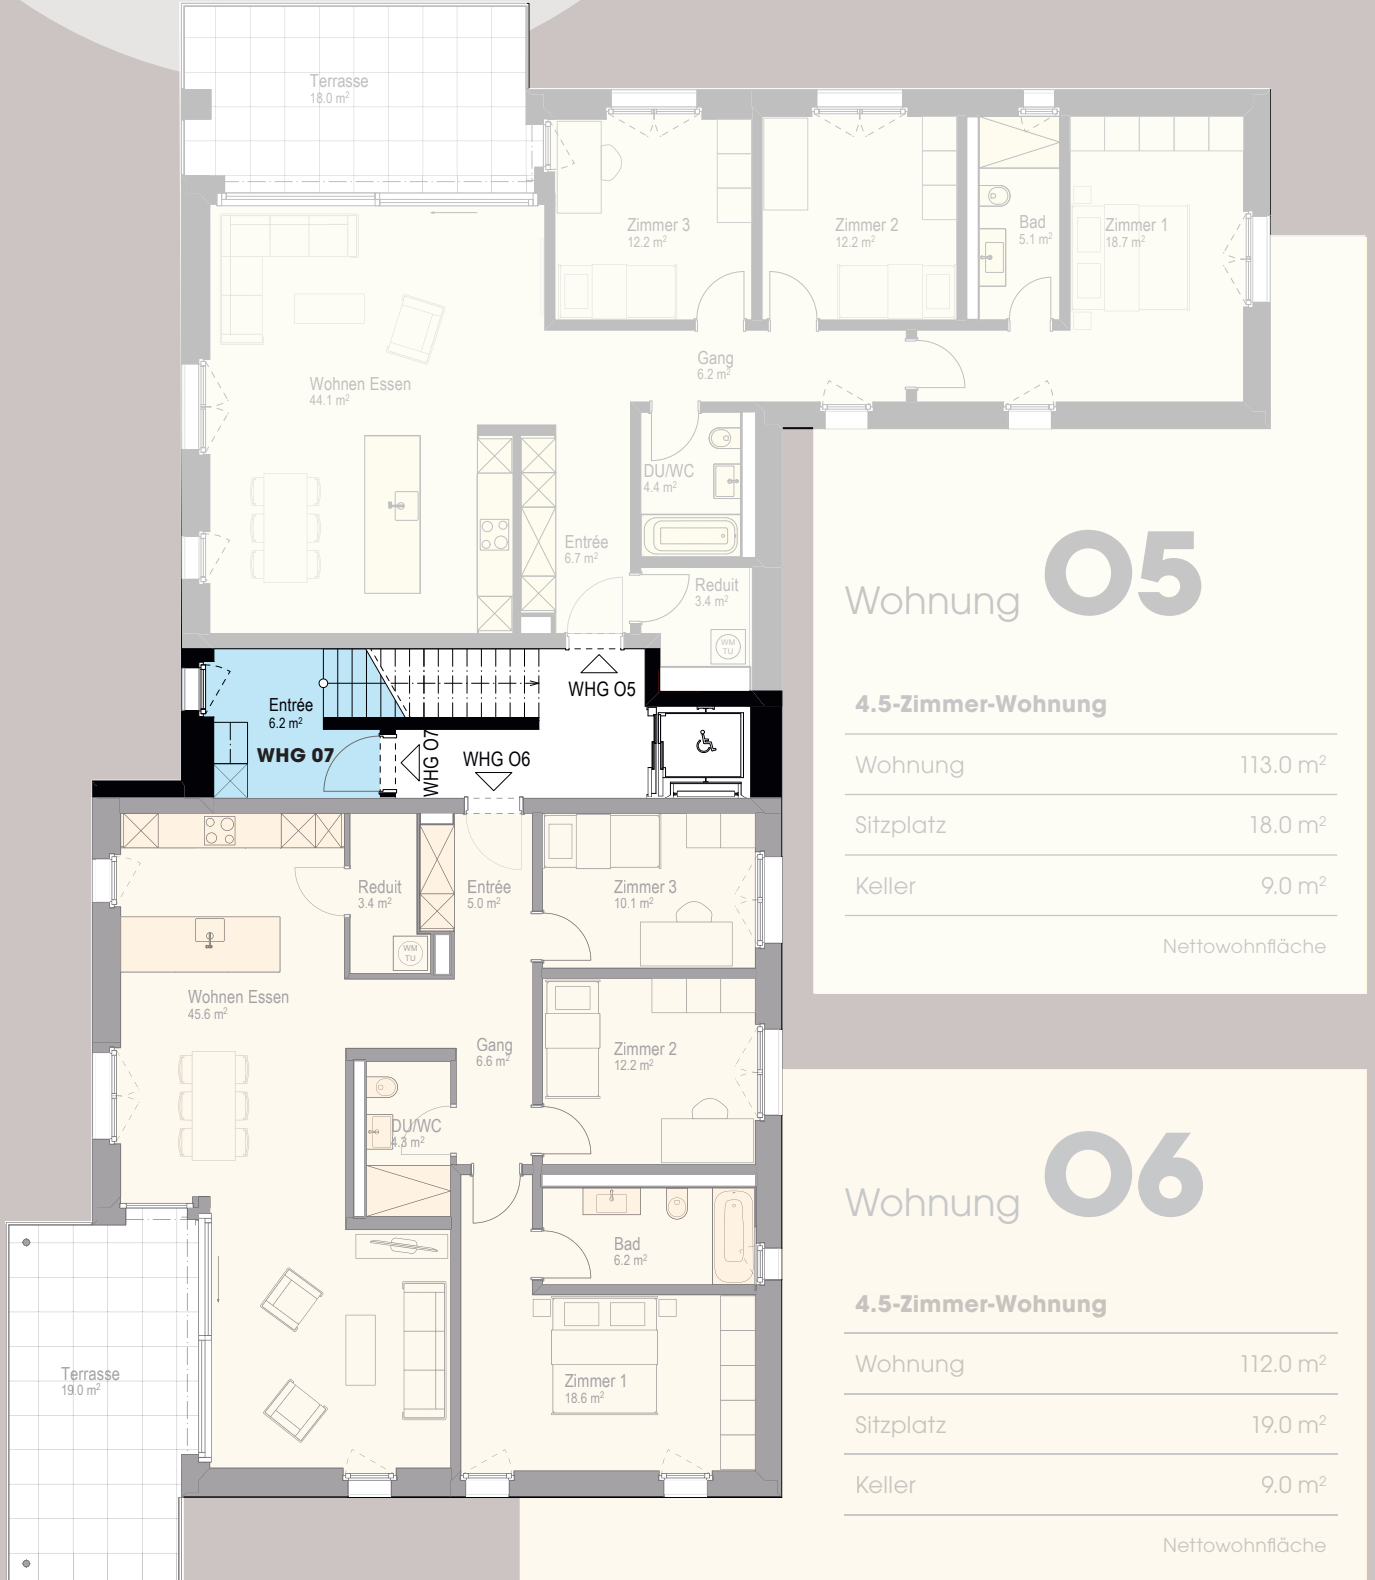 Terrasse
18.0 m²
Zimmer 3
12.2 m²
Zimmer 2
12.2 m²
Bad
5.1 m²
Zimmer 1
18.7 m²
Gang
6.2 m²
Wohnen Essen
44.1 m²
DU/WC
4.4 m²
Entrée
6.7 m²
Reduit
3.4 m²
WM
TU
Wohnung O5
4.5-Zimmer-Wohnung
Wohnung 113.0 m²
Sitzplatz 18.0 m²
Keller 9.0 m²
Nettowohnfläche
WHG O5
Entrée
6.2 m²
WHG 07
WHG O7
WHG O6
Reduit
3.4 m²
WM
TU
Entrée
5.0 m²
Zimmer 3
10.1 m²
Wohnen Essen
45.6 m²
Gang
6.6 m²
Zimmer 2
12.2 m²
DU/WC
4.3 m²
Bad
6.2 m²
Terrasse
19.0 m²
Zimmer 1
18.6 m²
Wohnung O6
4.5-Zimmer-Wohnung
Wohnung 112.0 m²
Sitzplatz 19.0 m²
Keller 9.0 m²
Nettowohnfläche